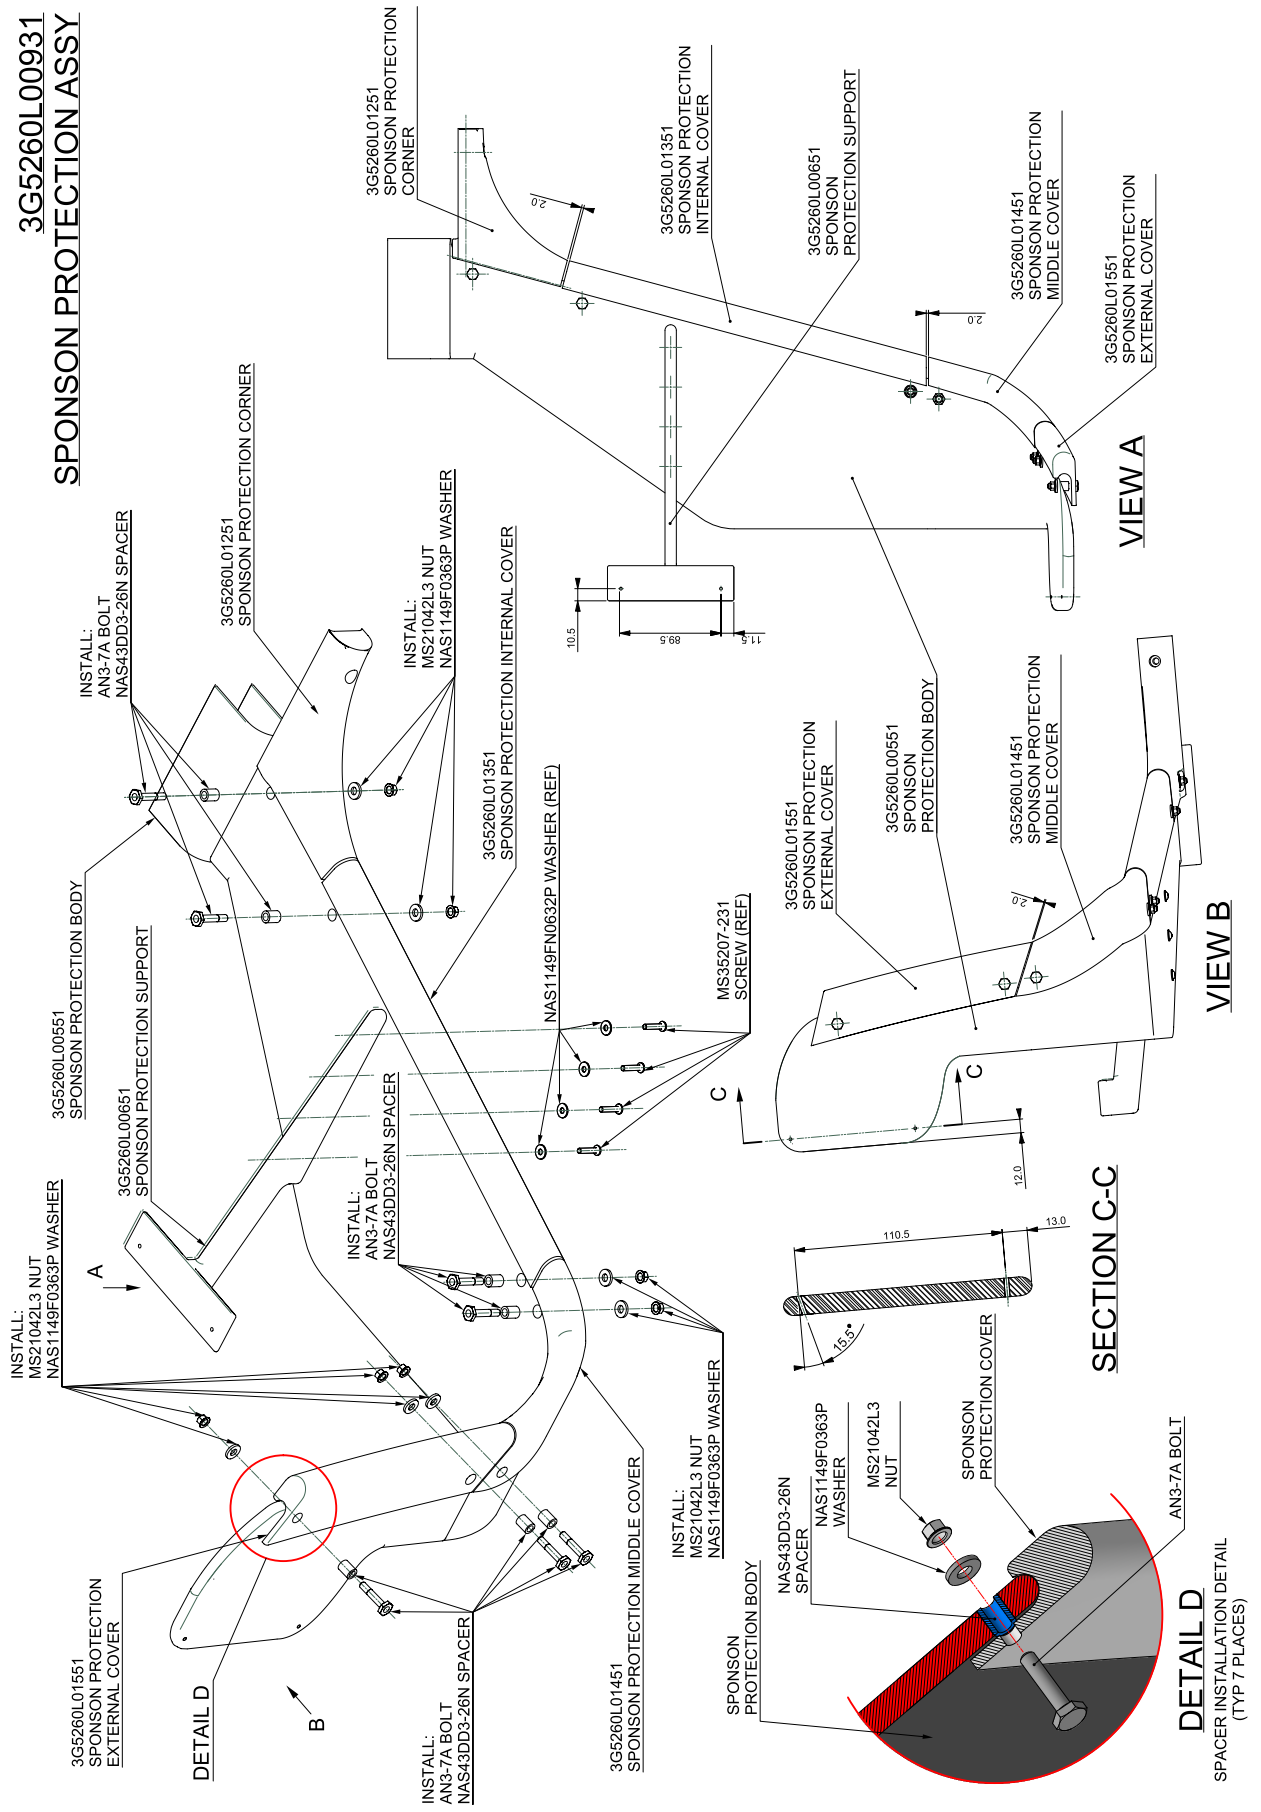 3G5260L00931
SPONSON PROTECTION ASSY
INSTALL:
MS21042L3 NUT
NAS1149F0363P WASHER
A
3G5260L00651
SPONSON PROTECTION SUPPORT
3G5260L00551
SPONSON PROTECTION BODY
INSTALL:
AN3-7A BOLT
NAS43DD3-26N SPACER
3G5260L01251
SPONSON PROTECTION CORNER
INSTALL:
MS21042L3 NUT
NAS1149F0363P WASHER
3G5260L01351
SPONSON PROTECTION INTERNAL COVER
NAS1149FN0632P WASHER (REF)
MS35207-231
SCREW (REF)
INSTALL:
AN3-7A BOLT
NAS43DD3-26N SPACER
INSTALL:
MS21042L3 NUT
NAS1149F0363P WASHER
3G5260L01451
SPONSON PROTECTION MIDDLE COVER
INSTALL:
AN3-7A BOLT
NAS43DD3-26N SPACER
B
DETAIL D
3G5260L01551
SPONSON PROTECTION
EXTERNAL COVER
3G5260L01251
SPONSON PROTECTION
CORNER
2.0
3G5260L01351
SPONSON PROTECTION
INTERNAL COVER
3G5260L00651
SPONSON
PROTECTION SUPPORT
3G5260L01451
SPONSON PROTECTION
MIDDLE COVER
2.0
3G5260L01551
SPONSON PROTECTION
EXTERNAL COVER
10.5
89.5
11.5
VIEW A
3G5260L01551
SPONSON PROTECTION
EXTERNAL COVER
3G5260L00551
SPONSON
PROTECTION BODY
3G5260L01451
SPONSON PROTECTION
MIDDLE COVER
2.0
C
C
12.0
VIEW B
110.5
13.0
15.5°
SECTION C-C
SPONSON
PROTECTION BODY
NAS43DD3-26N
SPACER
NAS1149F0363P
WASHER
MS21042L3
NUT
SPONSON
PROTECTION COVER
AN3-7A BOLT
DETAIL D
SPACER INSTALLATION DETAIL
(TYP 7 PLACES)